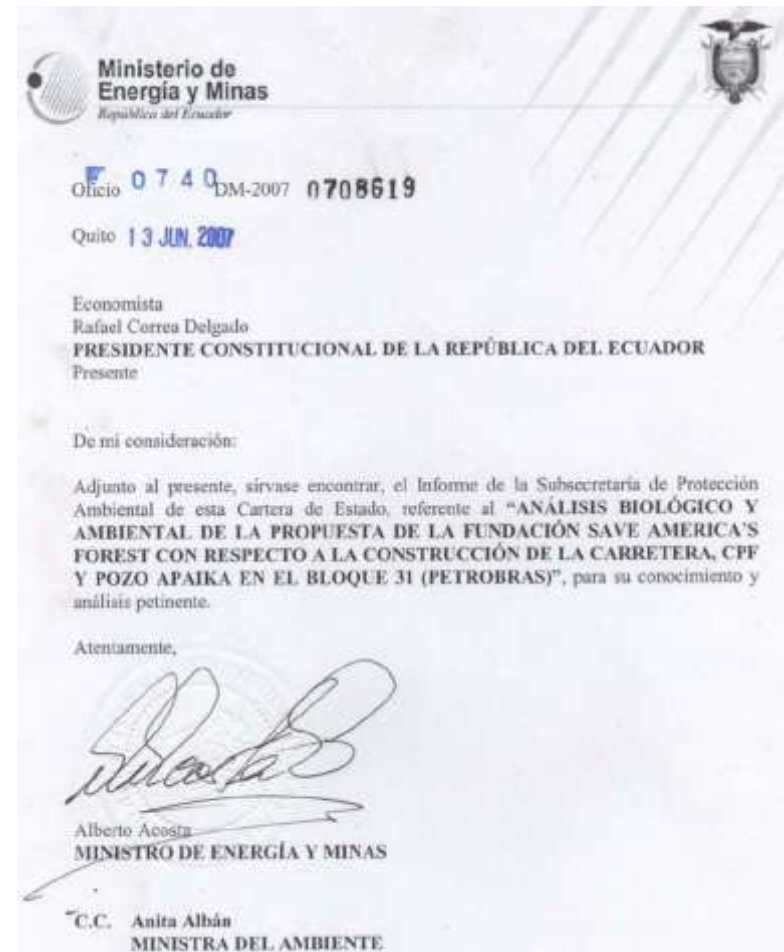 Ministerio de
Energía y Minas
República del Ecuador
Oficio 0740 DM-2007 0708619
Quito 13 JUN. 2007
Economista
Rafael Correa Delgado
PRESIDENTE CONSTITUCIONAL DE LA REPÚBLICA DEL ECUADOR
Presente
De mi consideración:
Adjunto al presente, sírvase encontrar, el Informe de la Subsecretaría de Protección
Ambiental de esta Cartera de Estado, referente al “ANÁLISIS BIOLÓGICO Y
AMBIENTAL DE LA PROPUESTA DE LA FUNDACIÓN SAVE AMERICA’S
FOREST CON RESPECTO A LA CONSTRUCCIÓN DE LA CARRETERA, CPF
Y POZO APAIKA EN EL BLOQUE 31 (PETROBRAS)”, para su conocimiento y
análisis petinente.
Atentamente,
Alberto Acosta
MINISTRO DE ENERGÍA Y MINAS
C.C. Anita Albán
MINISTRA DEL AMBIENTE